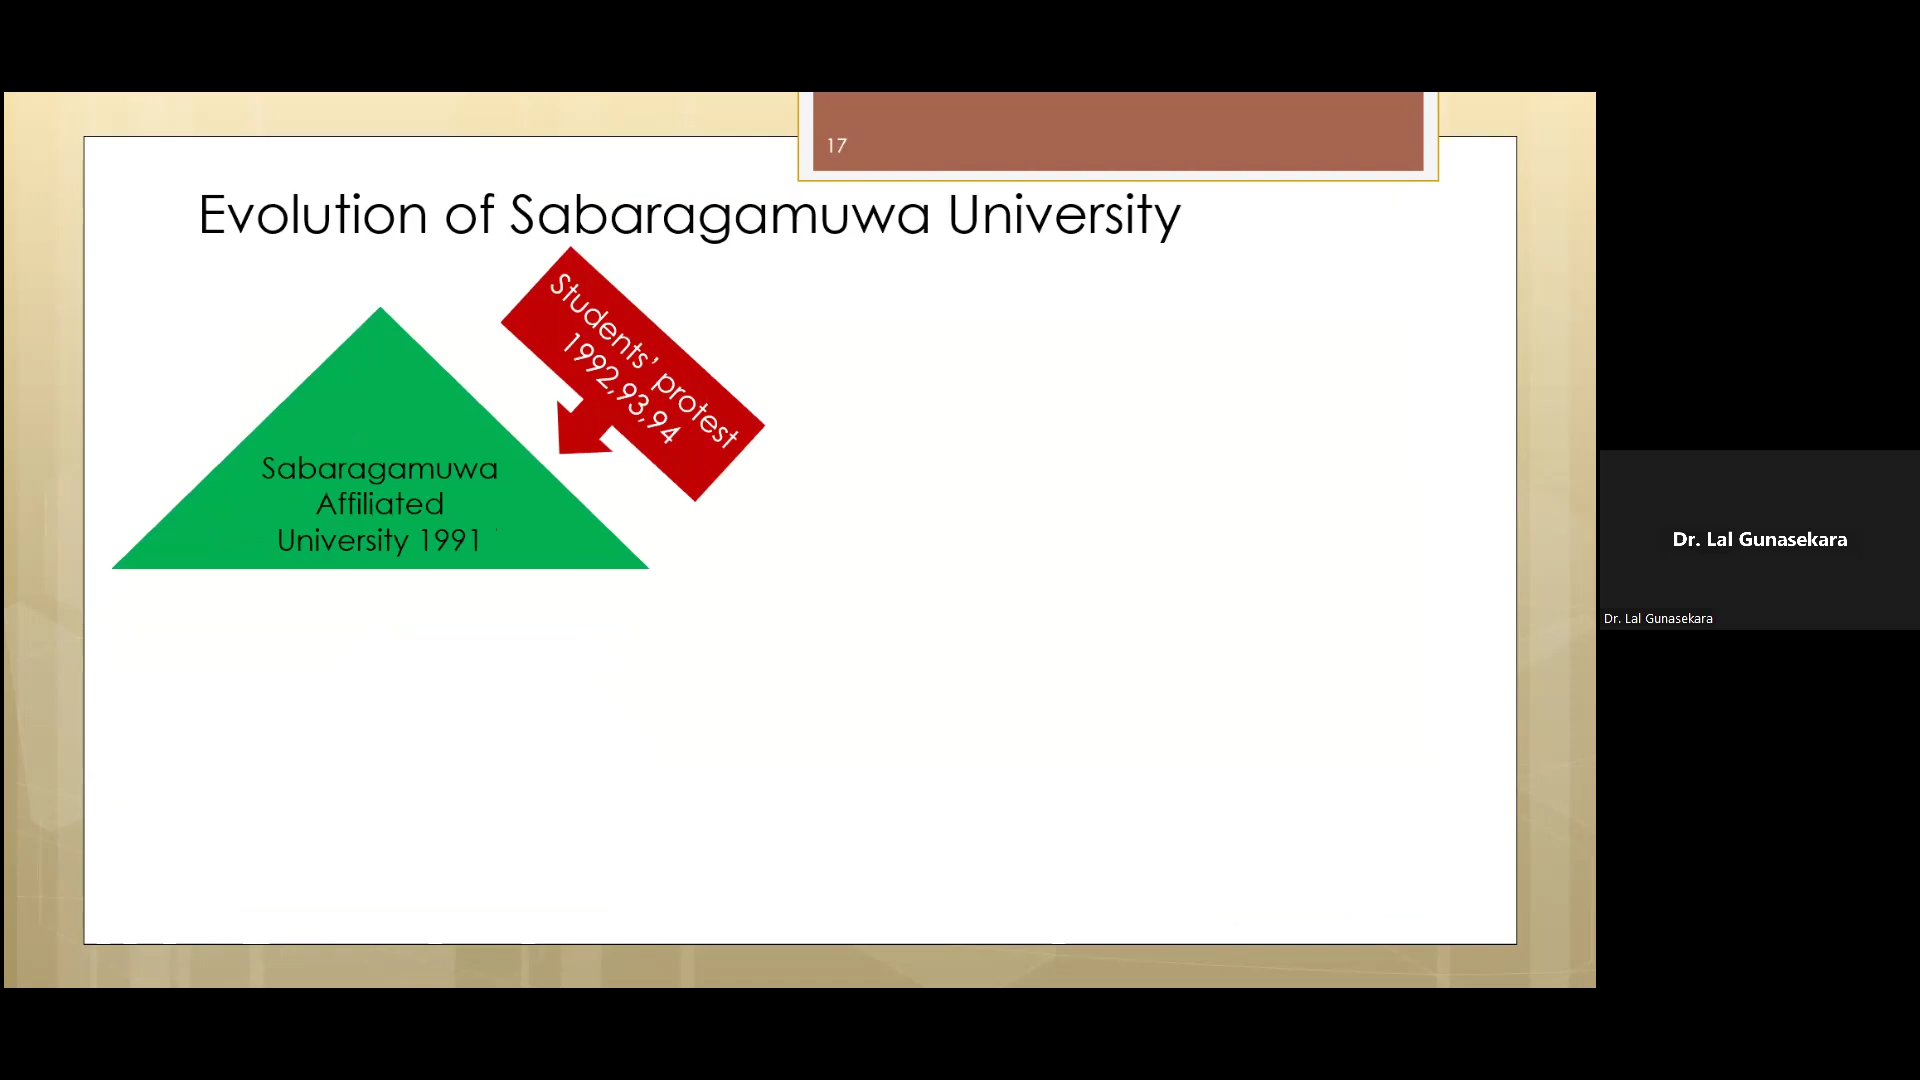 17
Evolution of Sabaragamuwa University
Students’ protest
1992,93,94
Sabaragamuwa
Affiliated
University 1991
Dr. Lal Gunasekara
Dr. Lal Gunasekara